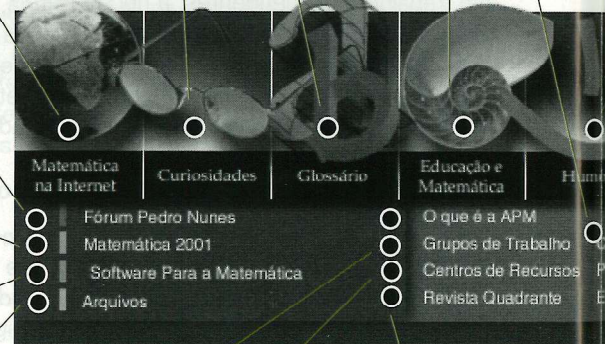 Matemática
na Internet
Curiosidades
Glossário
Educação e
Matemática
Fórum Pedro Nunes
Matemática 2001
Software Para a Matemática
Arquivos
O que é a APM
Grupos de Trabalho
Centros de Recursos
Revista Quadrante